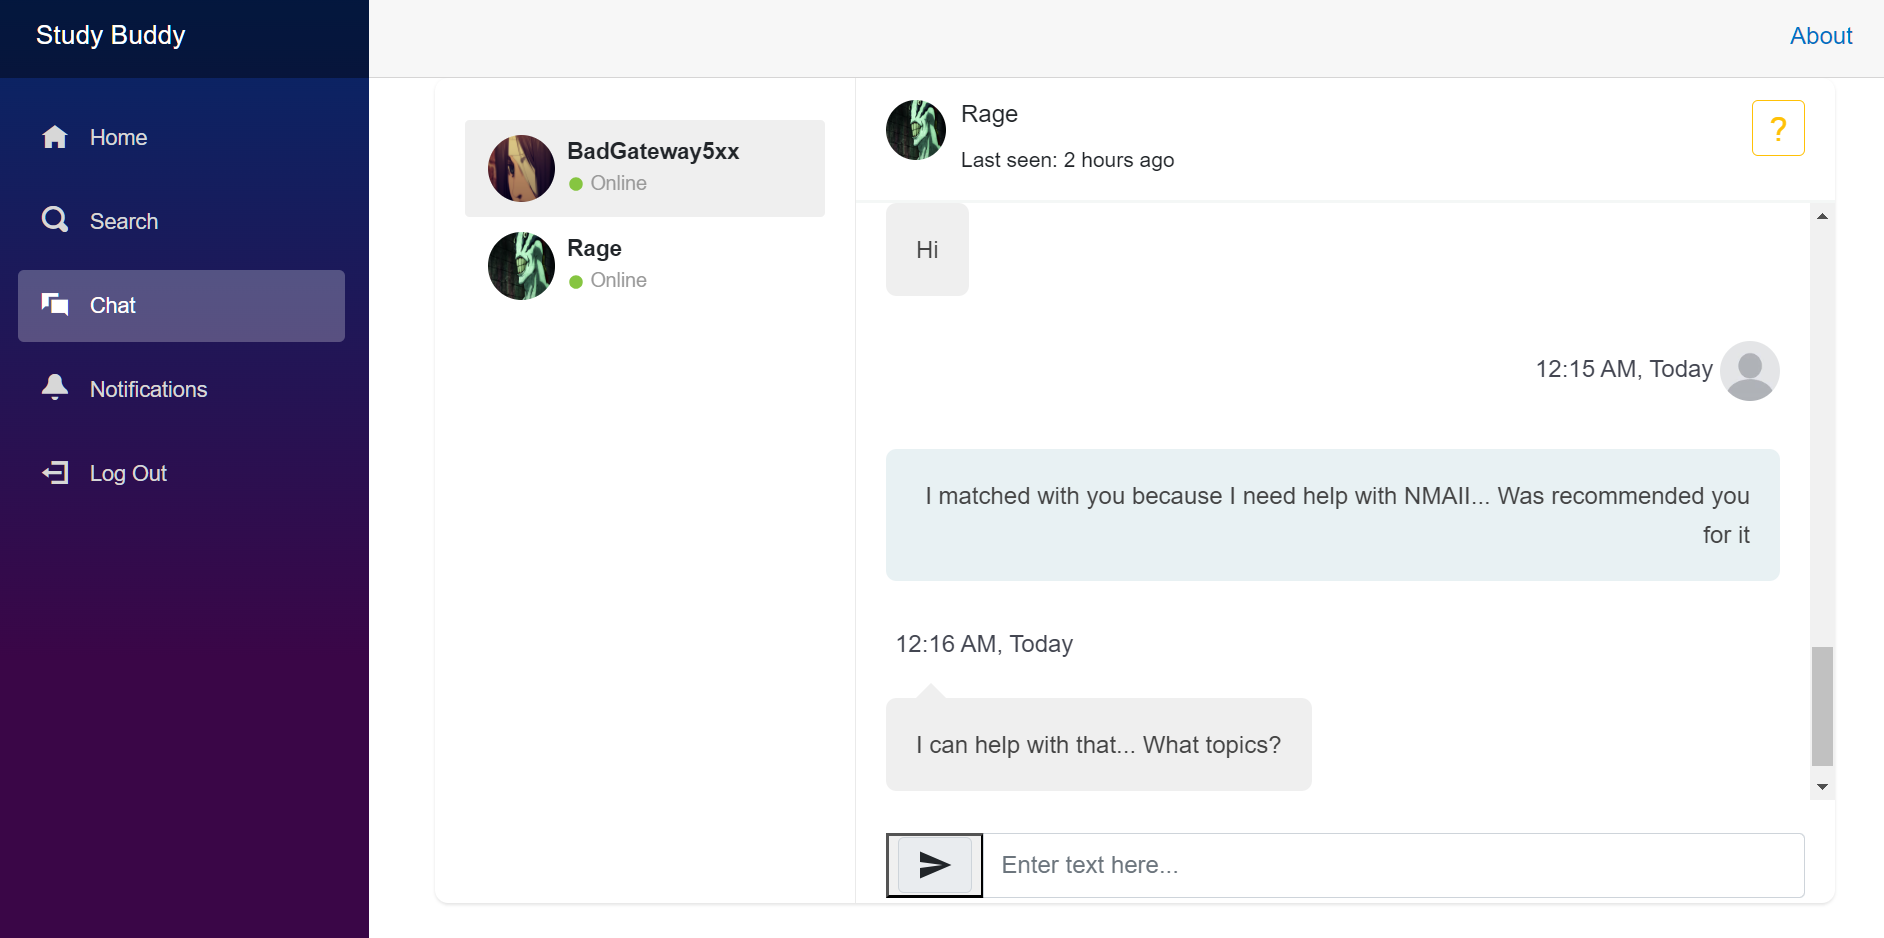 Study Buddy
About
Home
Search
Chat
Notifications
Log Out
BadGateway5xx
Online
Rage
Online
Rage
Last seen: 2 hours ago
?
Hi
12:15 AM, Today
I matched with you because I need help with NMAII... Was recommended you
for it
12:16 AM, Today
I can help with that... What topics?
Enter text here...